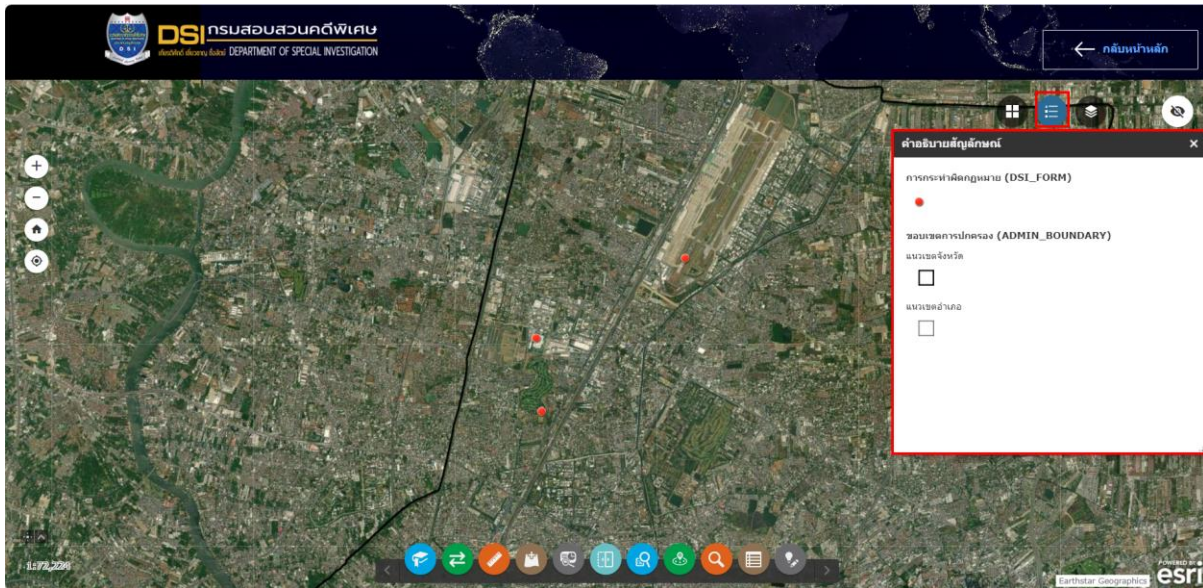 DSI กรมสอบสวนคดีพิเศษ
DEPARTMENT OF SPECIAL INVESTIGATION
กลับหน้าหลัก
คำอธิบายสัญลักษณ์
การกระทำผิดกฎหมาย (DSI_FORM)
ขอบเขตการปกครอง (ADMIN_BOUNDARY)
แนวเขตจังหวัด
แนวเขตอำเภอ
Earthstar Geographics
POWERED BY
esri